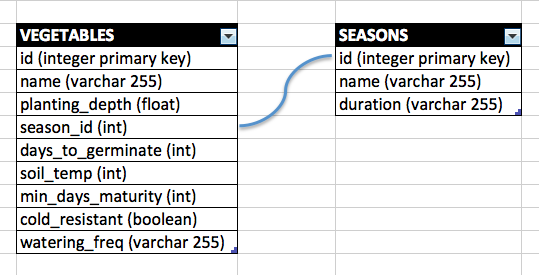 VEGETABLES
id (integer primary key)
name (varchar 255)
planting_depth (float)
season_id (int)
days_to_germinate (int)
soil_temp (int)
min_days_maturity (int)
cold_resistant (boolean)
watering_freq (varchar 255)
SEASONS
id (integer primary key)
name (varchar 255)
duration (varchar 255)